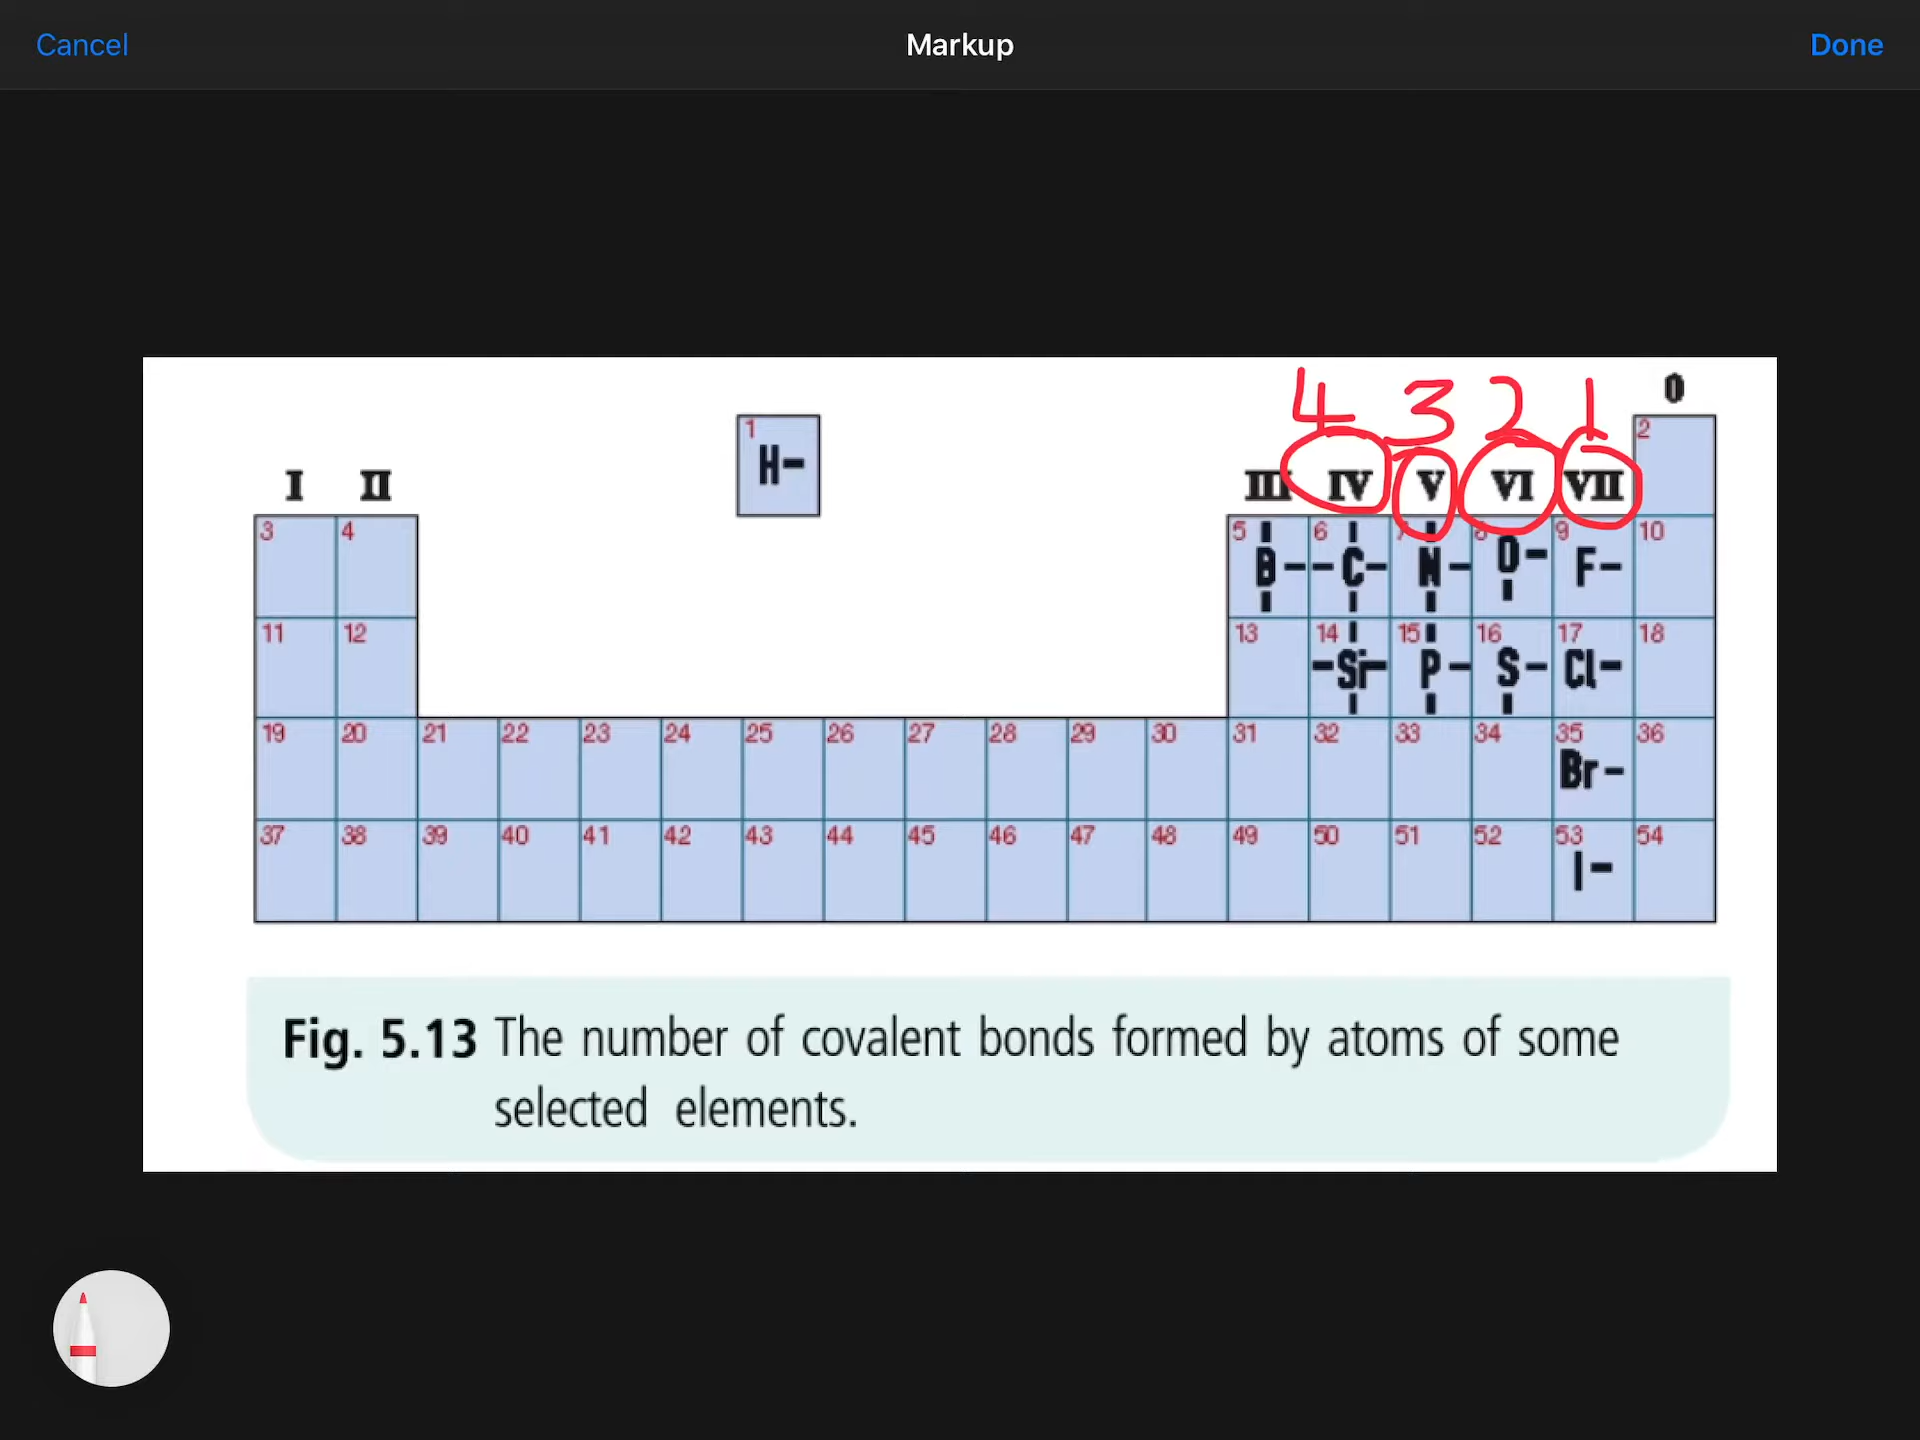 Cancel Markup Done
4 3 2 1 0
1 2
H-
I II III IV V VI VII
3 4 5 6 7 8 9 10
B C N O F
11 12 13 14 15 16 17 18
Si P S Cl
19 20 21 22 23 24 25 26 27 28 29 30 31 32 33 34 35 36
Br
37 38 39 40 41 42 43 44 45 46 47 48 49 50 51 52 53 54
I
Fig. 5.13 The number of covalent bonds formed by atoms of some
selected elements.